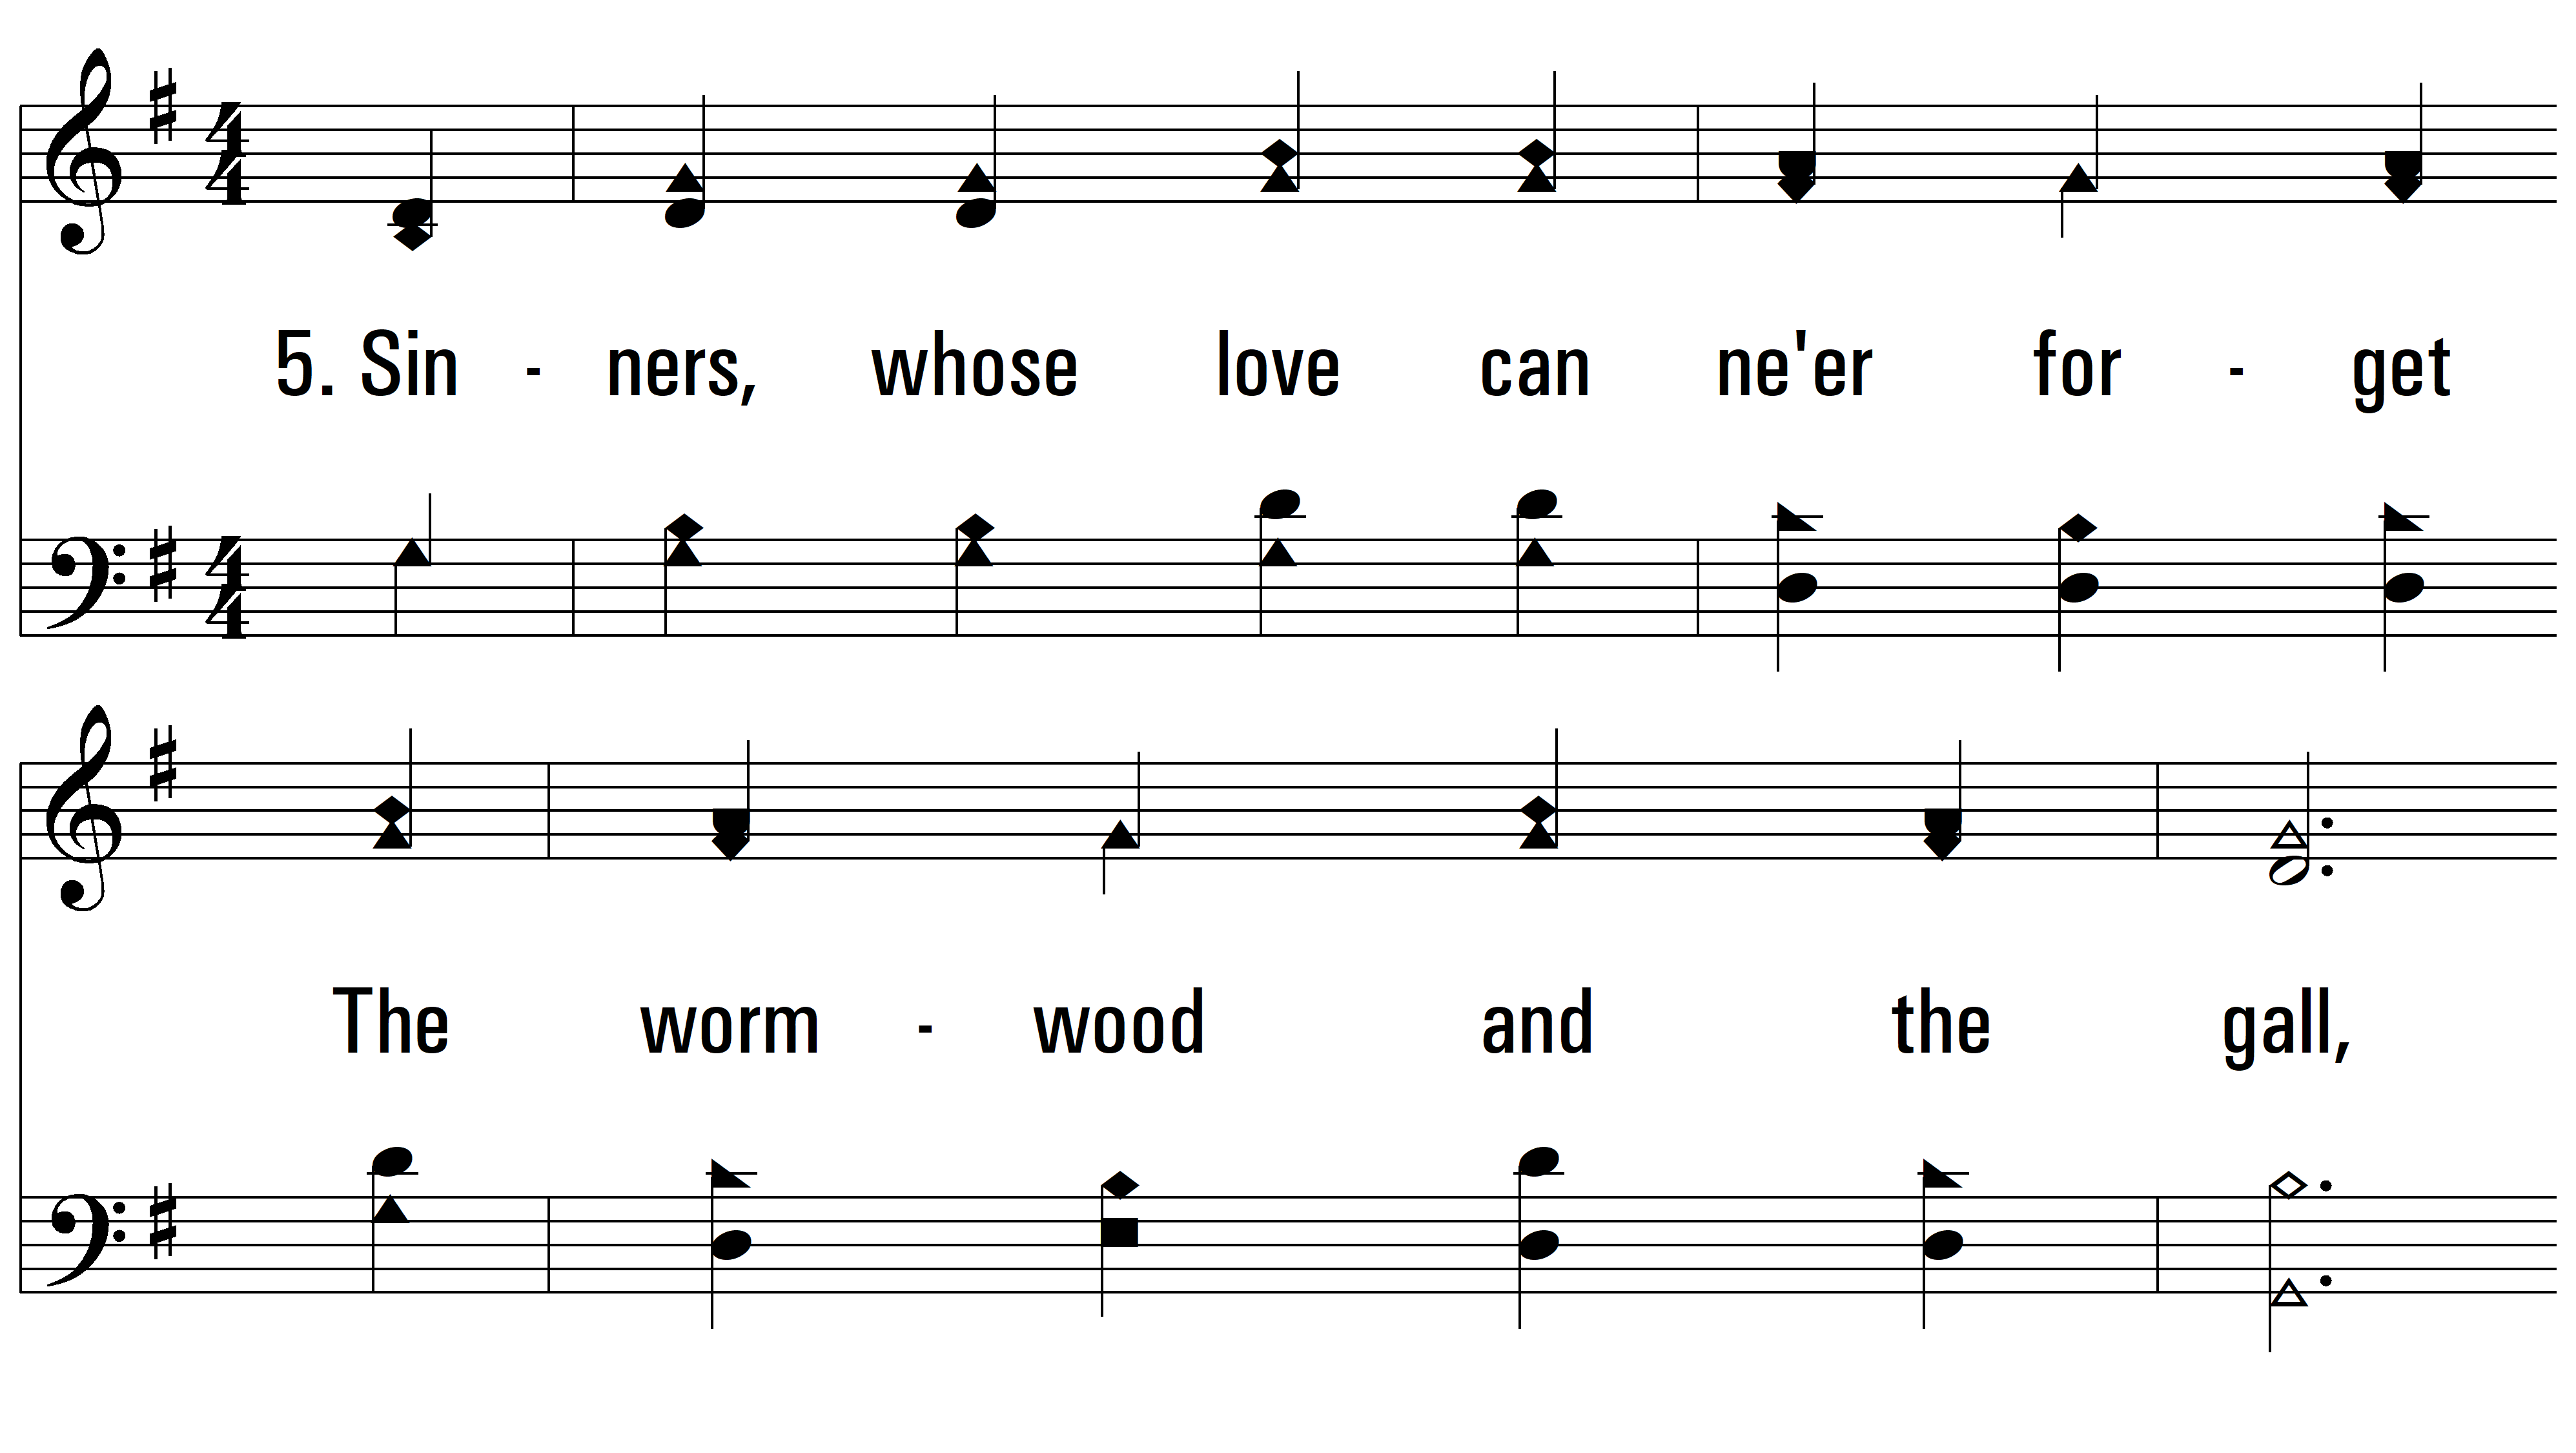 5. Sin - ners, whose love can ne'er for - get
The worm - wood and the gall,